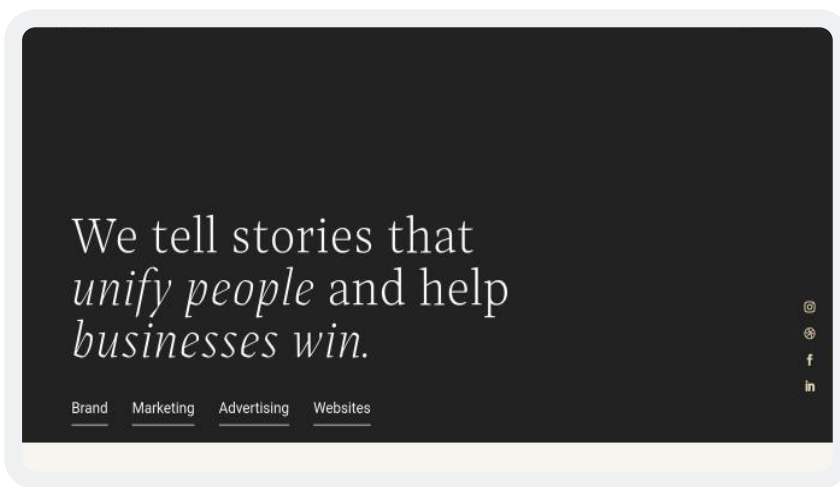 We tell stories that
unify people and help
businesses win.
Brand Marketing Advertising Websites